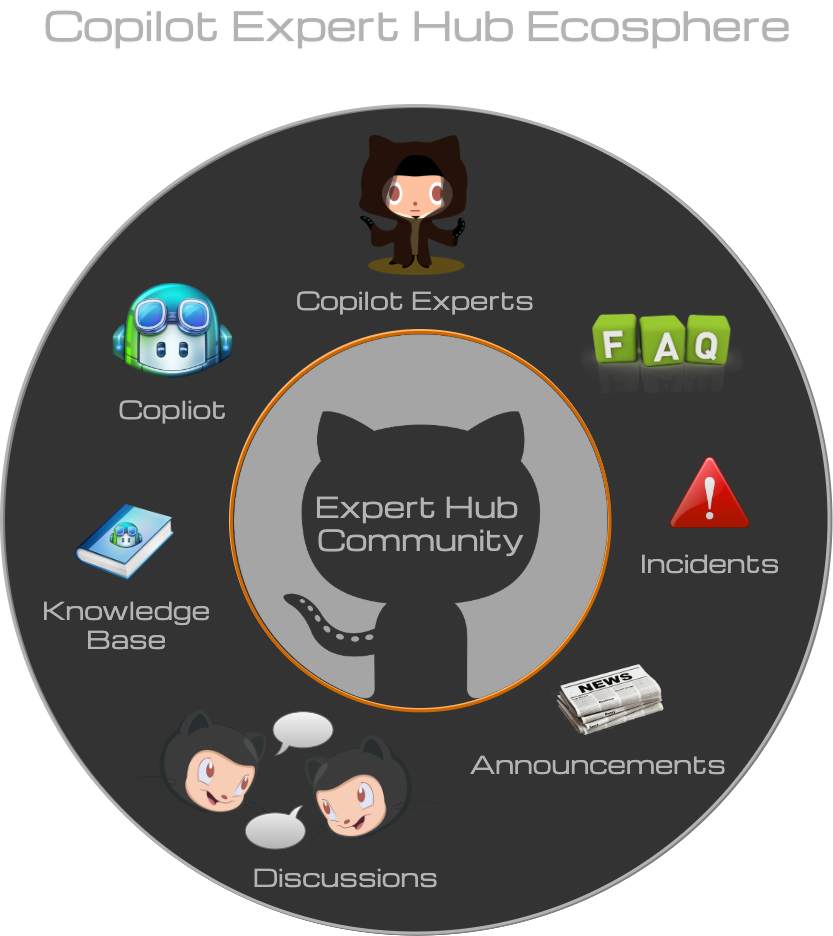 Copilot Expert Hub Ecosphere
Copilot Experts
FAQ
Copliot
Expert Hub
Community
Incidents
Knowledge
Base
NEWS
Announcements
Discussions